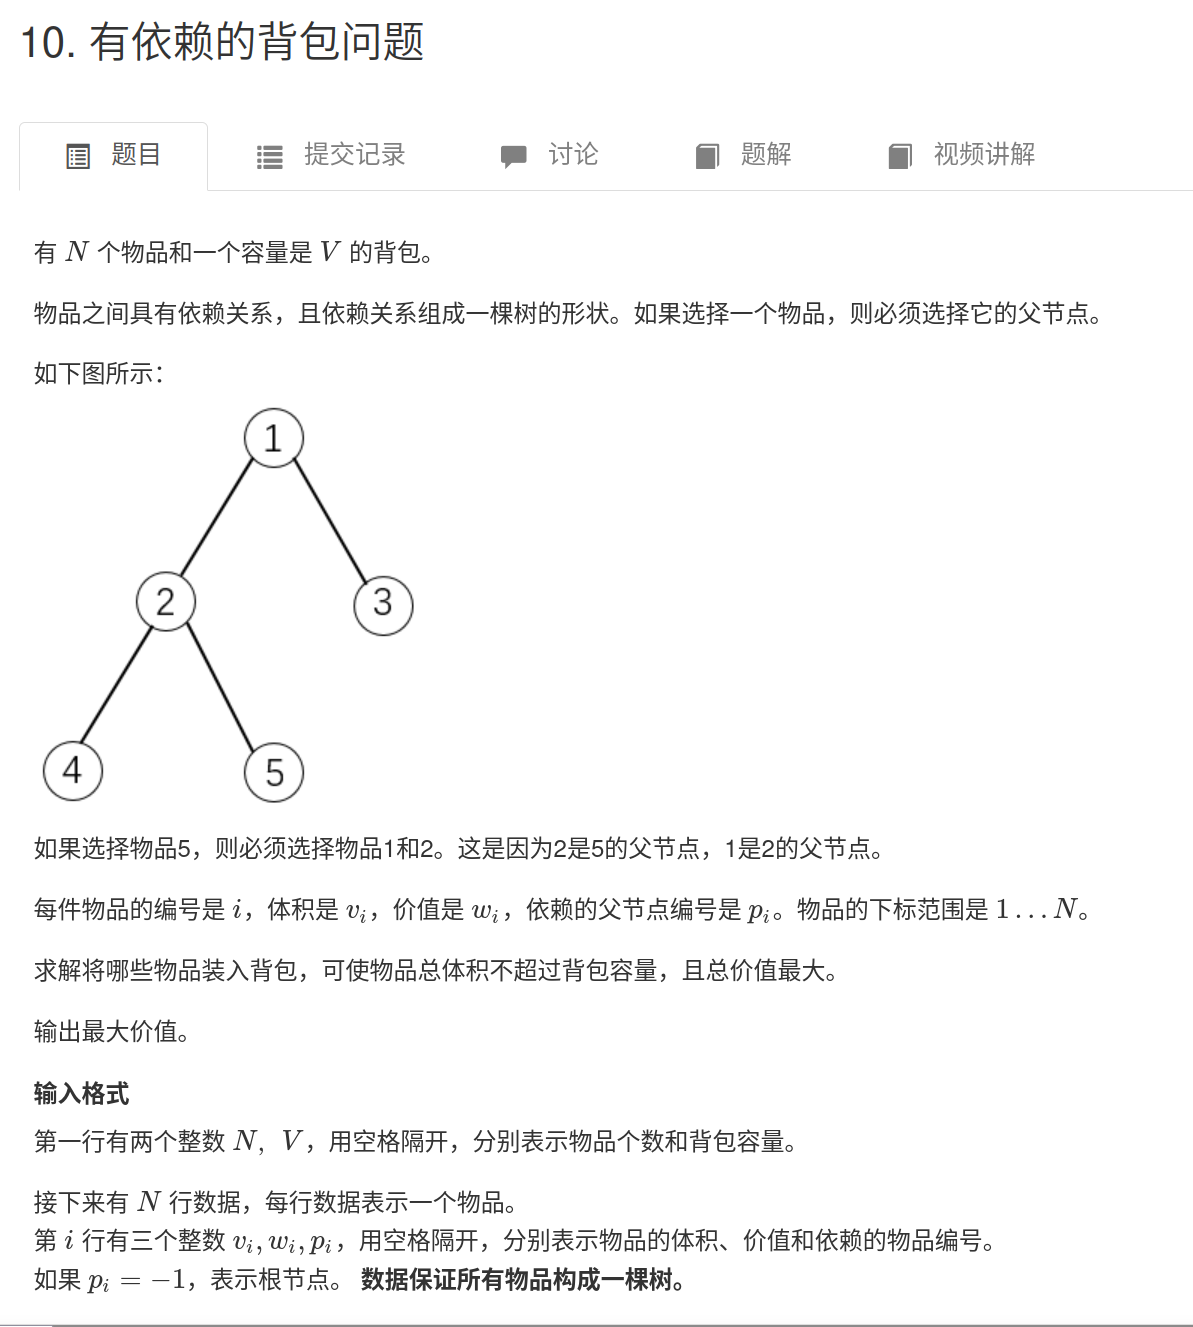 10. 有依赖的背包问题
题目 提交记录 讨论 题解 视频讲解
有 N 个物品和一个容量是 V 的背包。
物品之间具有依赖关系，且依赖关系组成一棵树的形状。如果选择一个物品，则必须选择它的父节点。
如下图所示：
1
2
3
4
5
如果选择物品5，则必须选择物品1和2。这是因为2是5的父节点，1是2的父节点。
每件物品的编号是 i，体积是 v_i，价值是 w_i，依赖的父节点编号是 p_i。物品的下标范围是 1…N。
求解将哪些物品装入背包，可使物品总体积不超过背包容量，且总价值最大。
输出最大价值。
输入格式
第一行有两个整数 N，V，用空格隔开，分别表示物品个数和背包容量。
接下来有 N 行数据，每行数据表示一个物品。
第 i 行有三个整数 v_i, w_i, p_i，用空格隔开，分别表示物品的体积、价值和依赖的物品编号。
如果 p_i = −1，表示根节点。 数据保证所有物品构成一棵树。